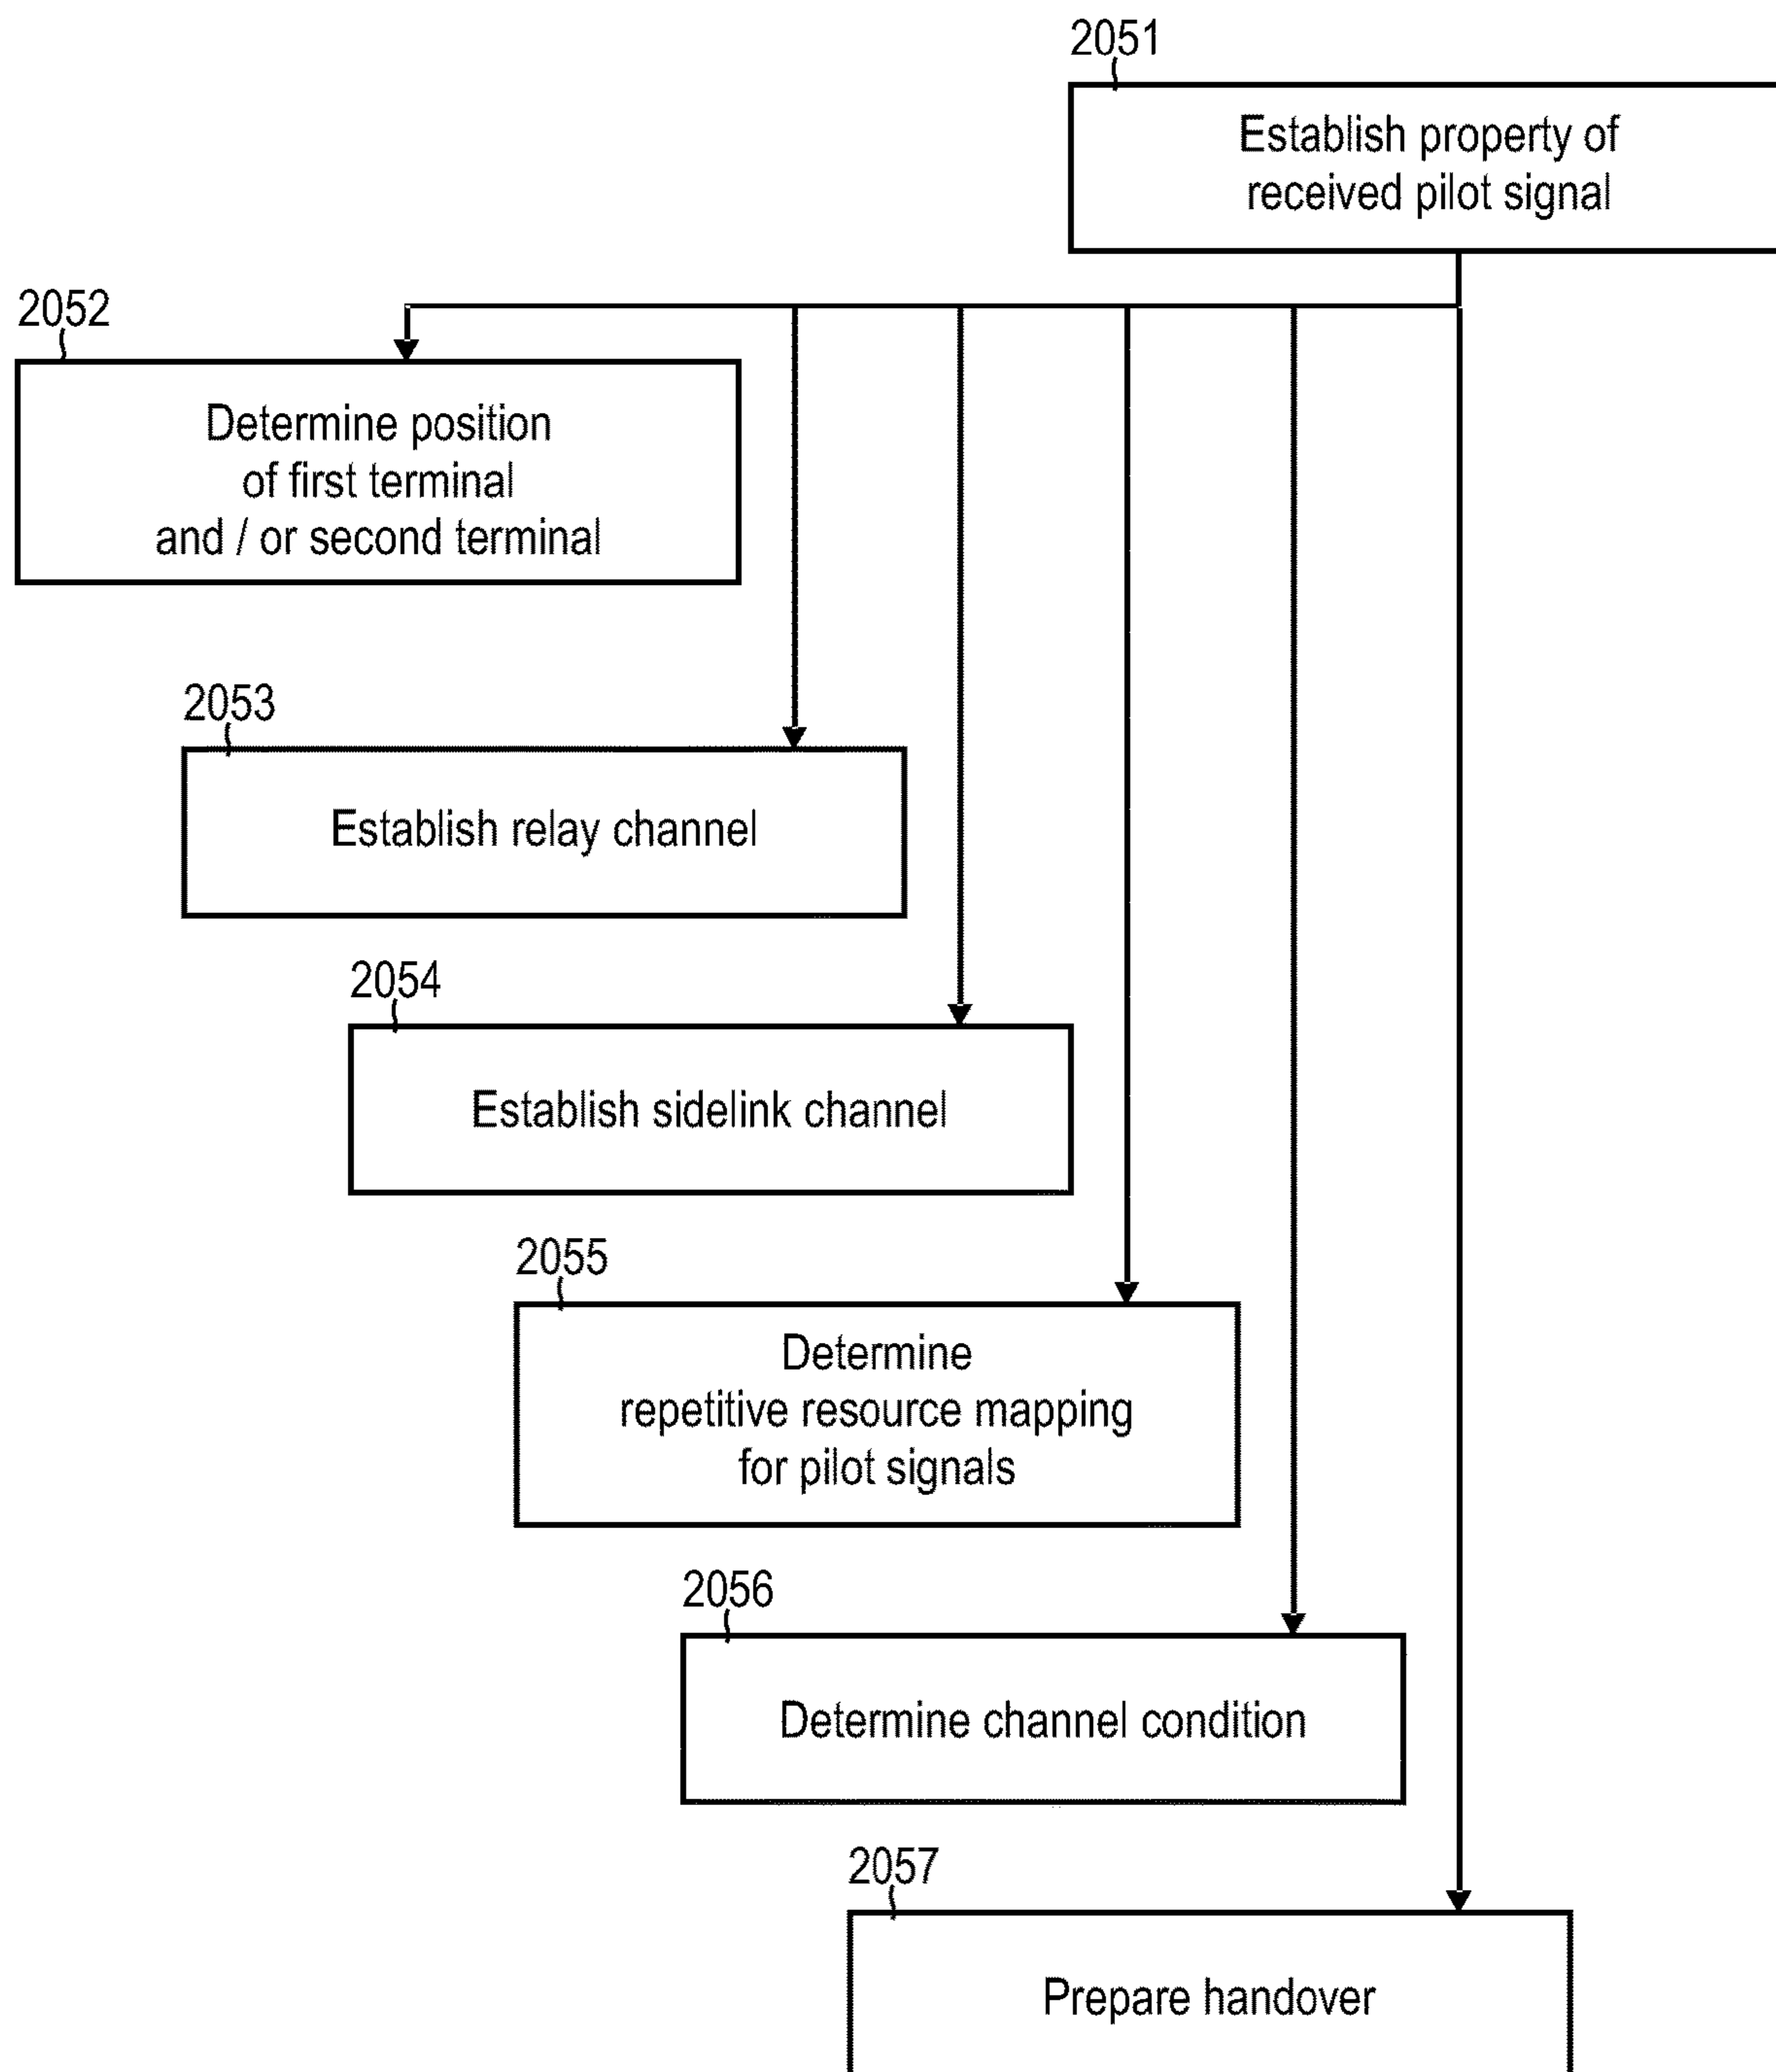 2051
Establish property of
received pilot signal
2052
Determine position
of first terminal
and / or second terminal
2053
Establish relay channel
2054
Establish sidelink channel
2055
Determine
repetitive resource mapping
for pilot signals
2056
Determine channel condition
2057
Prepare handover